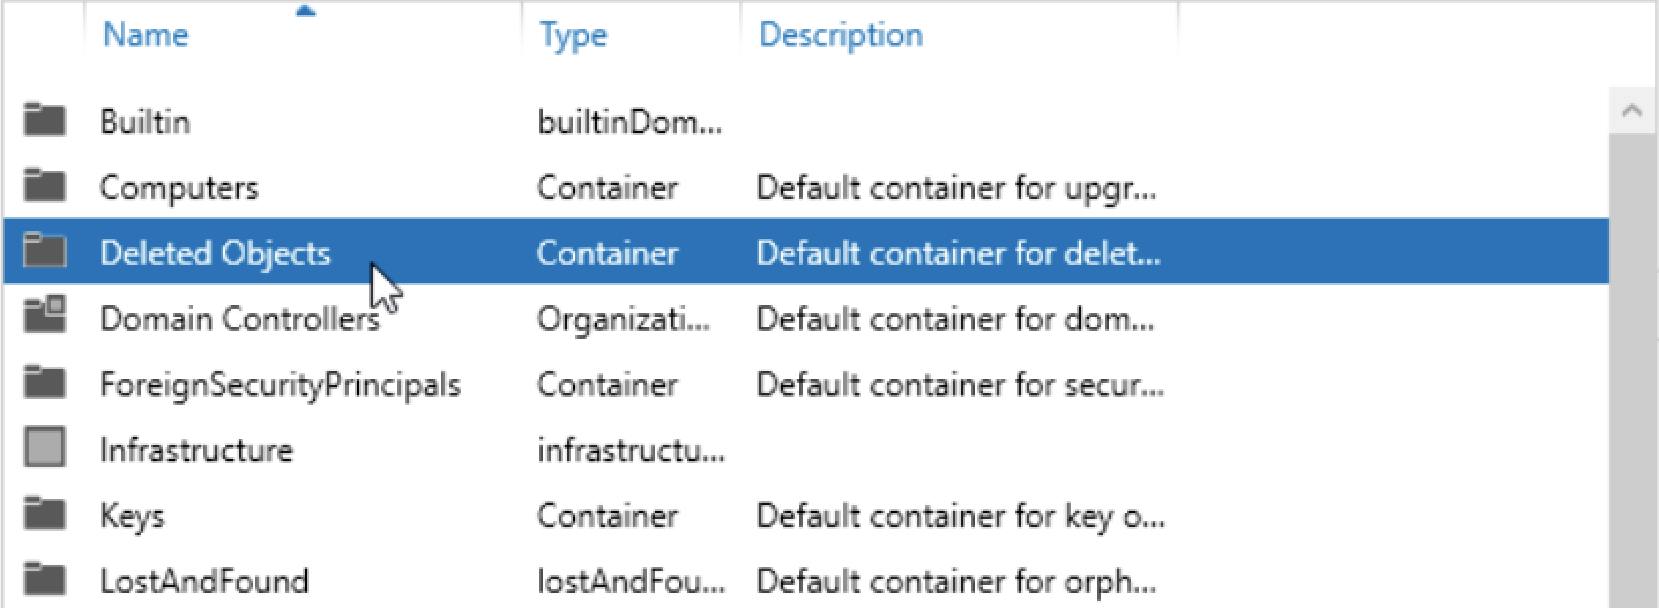 Name Type Description
Builtin builtinDom...
Computers Container Default container for upgr...
Deleted Objects Container Default container for delet...
Domain Controllers Organizati... Default container for dom...
ForeignSecurityPrincipals Container Default container for secur...
Infrastructure infrastructu...
Keys Container Default container for key o...
LostAndFound lostAndFou... Default container for orph...